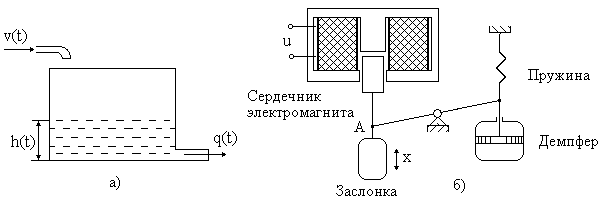 v(t)
h(t)
q(t)
а)
u
Сердечник
электромагнита
А
x
Заслонка
б)
Пружина
Демпфер